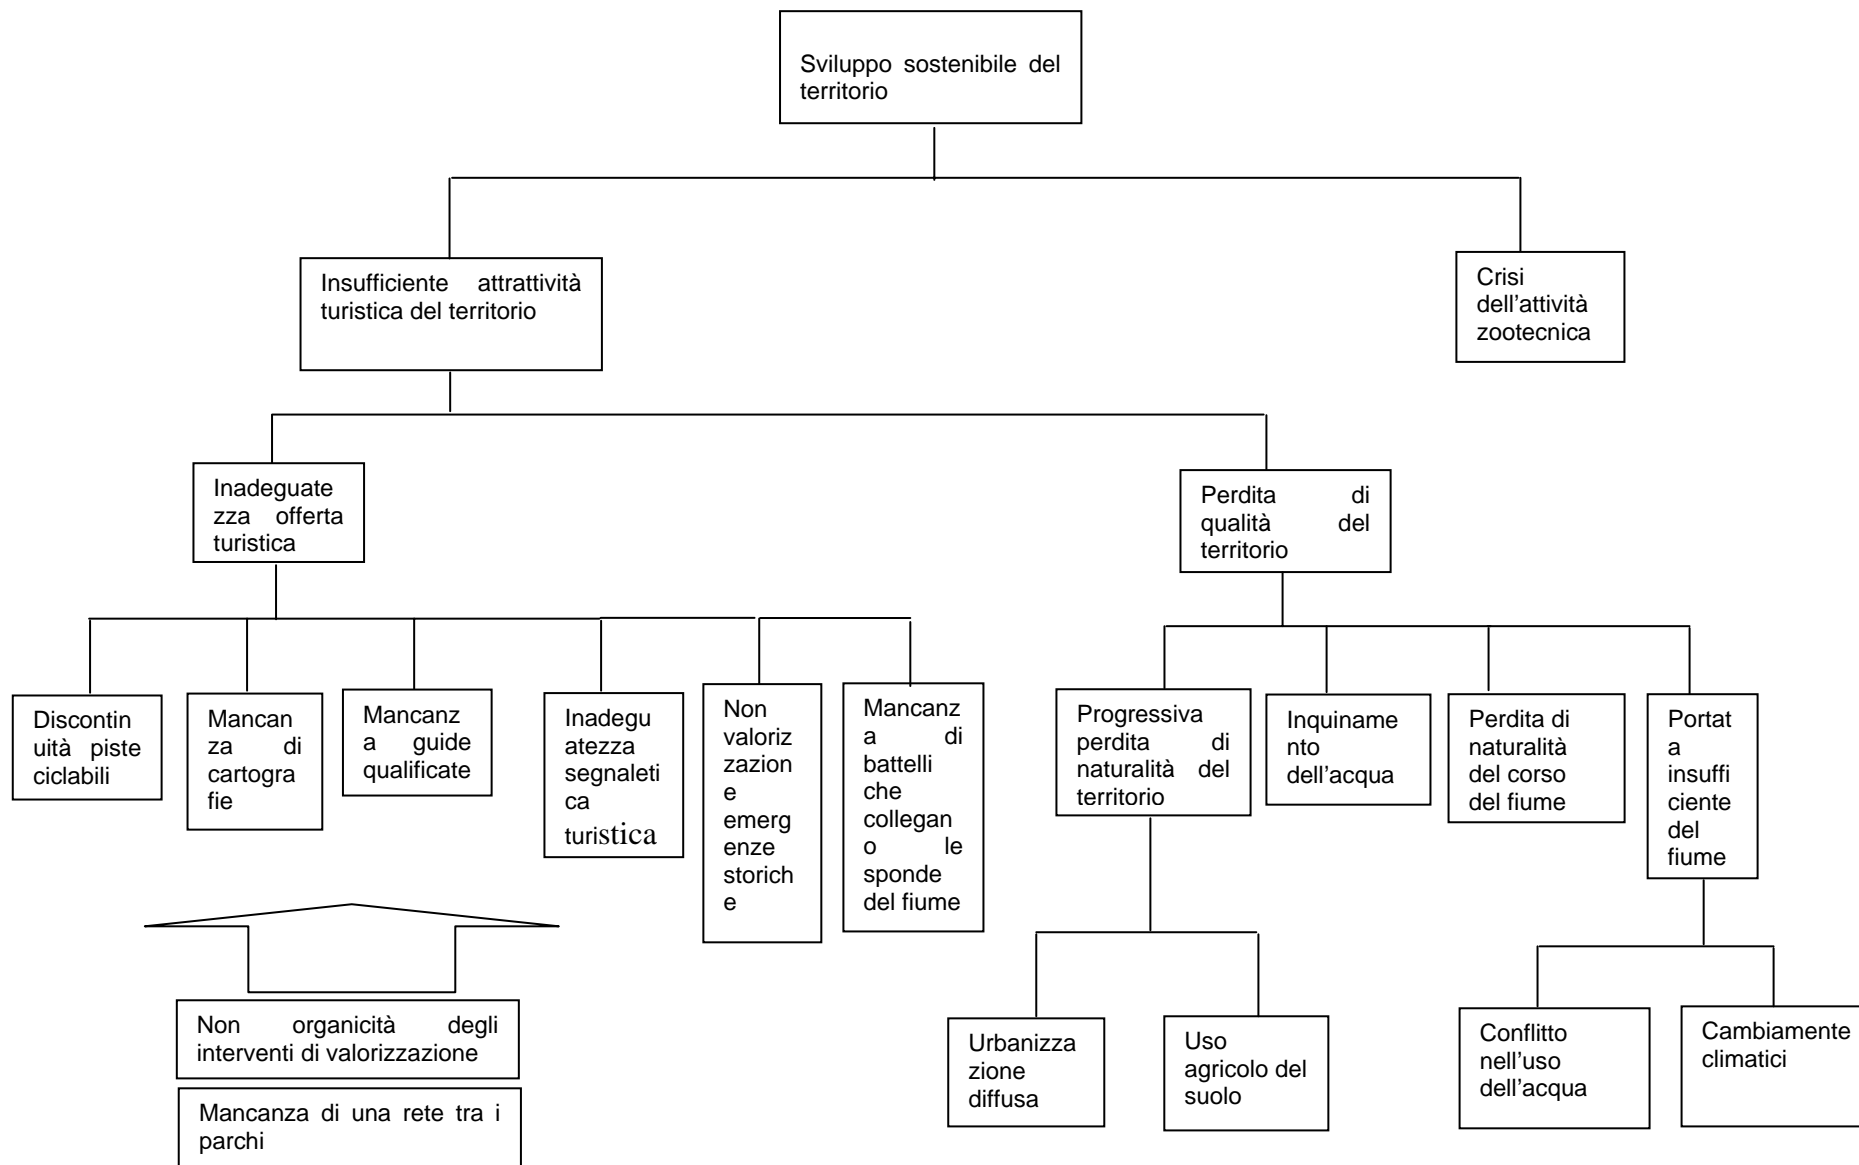 Sviluppo sostenibile del
territorio
Insufficiente attrattività
turistica del territorio
Crisi
dell'attività
zootecnica
Inadeguate
zza offerta
turistica
Perdita di
qualità del
territorio
Discontin
uità piste
ciclabili
Mancan
za di
cartogra
fie
Mancanz
a guide
qualificate
Inadegu
atezza
segnaleti
ca
turistica
Non
valoriz
zazion
e
emerg
enze
storich
e
Mancanz
a di
battelli
che
collegan
o le
sponde
del fiume
Progressiva
perdita di
naturalità del
territorio
Inquiname
nto
dell'acqua
Perdita di
naturalità
del corso
del fiume
Portat
a
insuffi
ciente
del
fiume
Non organicità degli
interventi di valorizzazione
Mancanza di una rete tra i
parchi
Urbanizza
zione
diffusa
Uso
agricolo del
suolo
Conflitto
nell'uso
dell'acqua
Cambiamente
climatici